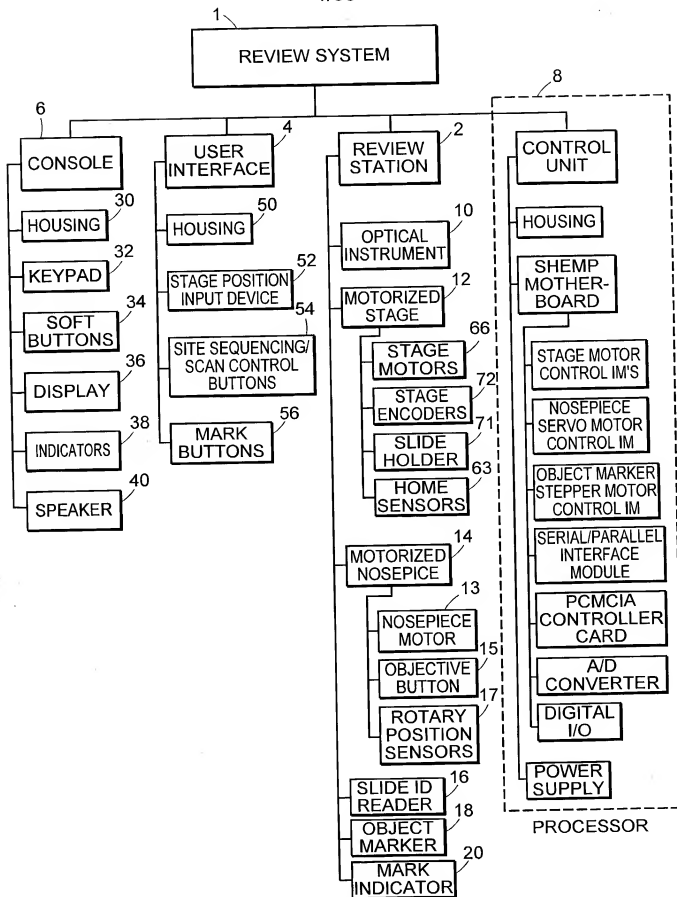 1
REVIEW SYSTEM
8
6
CONSOLE
HOUSING
30
KEYPAD
32
SOFT
BUTTONS
34
DISPLAY
36
INDICATORS
38
SPEAKER
40
4
USER
INTERFACE
HOUSING
50
STAGE POSITION
INPUT DEVICE
52
SITE SEQUENCING/
SCAN CONTROL
BUTTONS
54
MARK
BUTTONS
56
2
REVIEW
STATION
OPTICAL
INSTRUMENT
10
MOTORIZED
STAGE
12
STAGE
MOTORS
66
STAGE
ENCODERS
72
SLIDE
HOLDER
71
HOME
SENSORS
63
MOTORIZED
NOSEPICE
14
NOSEPIECE
MOTOR
13
OBJECTIVE
BUTTON
15
ROTARY
POSITION
SENSORS
17
SLIDE ID
READER
16
OBJECT
MARKER
18
MARK
INDICATOR
20
CONTROL
UNIT
HOUSING
SHEMP
MOTHER-
BOARD
STAGE MOTOR
CONTROL IM'S
NOSEPIECE
SERVO MOTOR
CONTROL IM
OBJECT MARKER
STEPPER MOTOR
CONTROL IM
SERIAL/PARALLEL
INTERFACE
MODULE
PCMCIA
CONTROLLER
CARD
A/D
CONVERTER
DIGITAL
I/O
POWER
SUPPLY
PROCESSOR